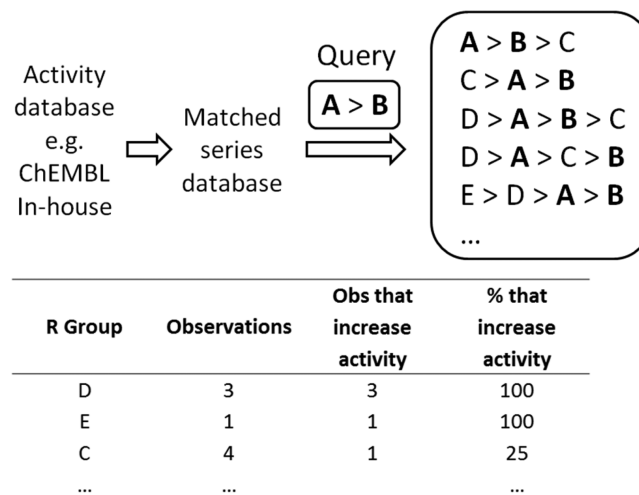 Activity
database
e.g.
ChEMBL
In-house
Matched
series
database
Query
A > B
A > B > C
C > A > B
D > A > B > C
D > A > C > B
E > D > A > B
...
R Group Observations Obs that increase activity % that increase activity
D 3 3 100
E 1 1 100
C 4 1 25
... ... ...